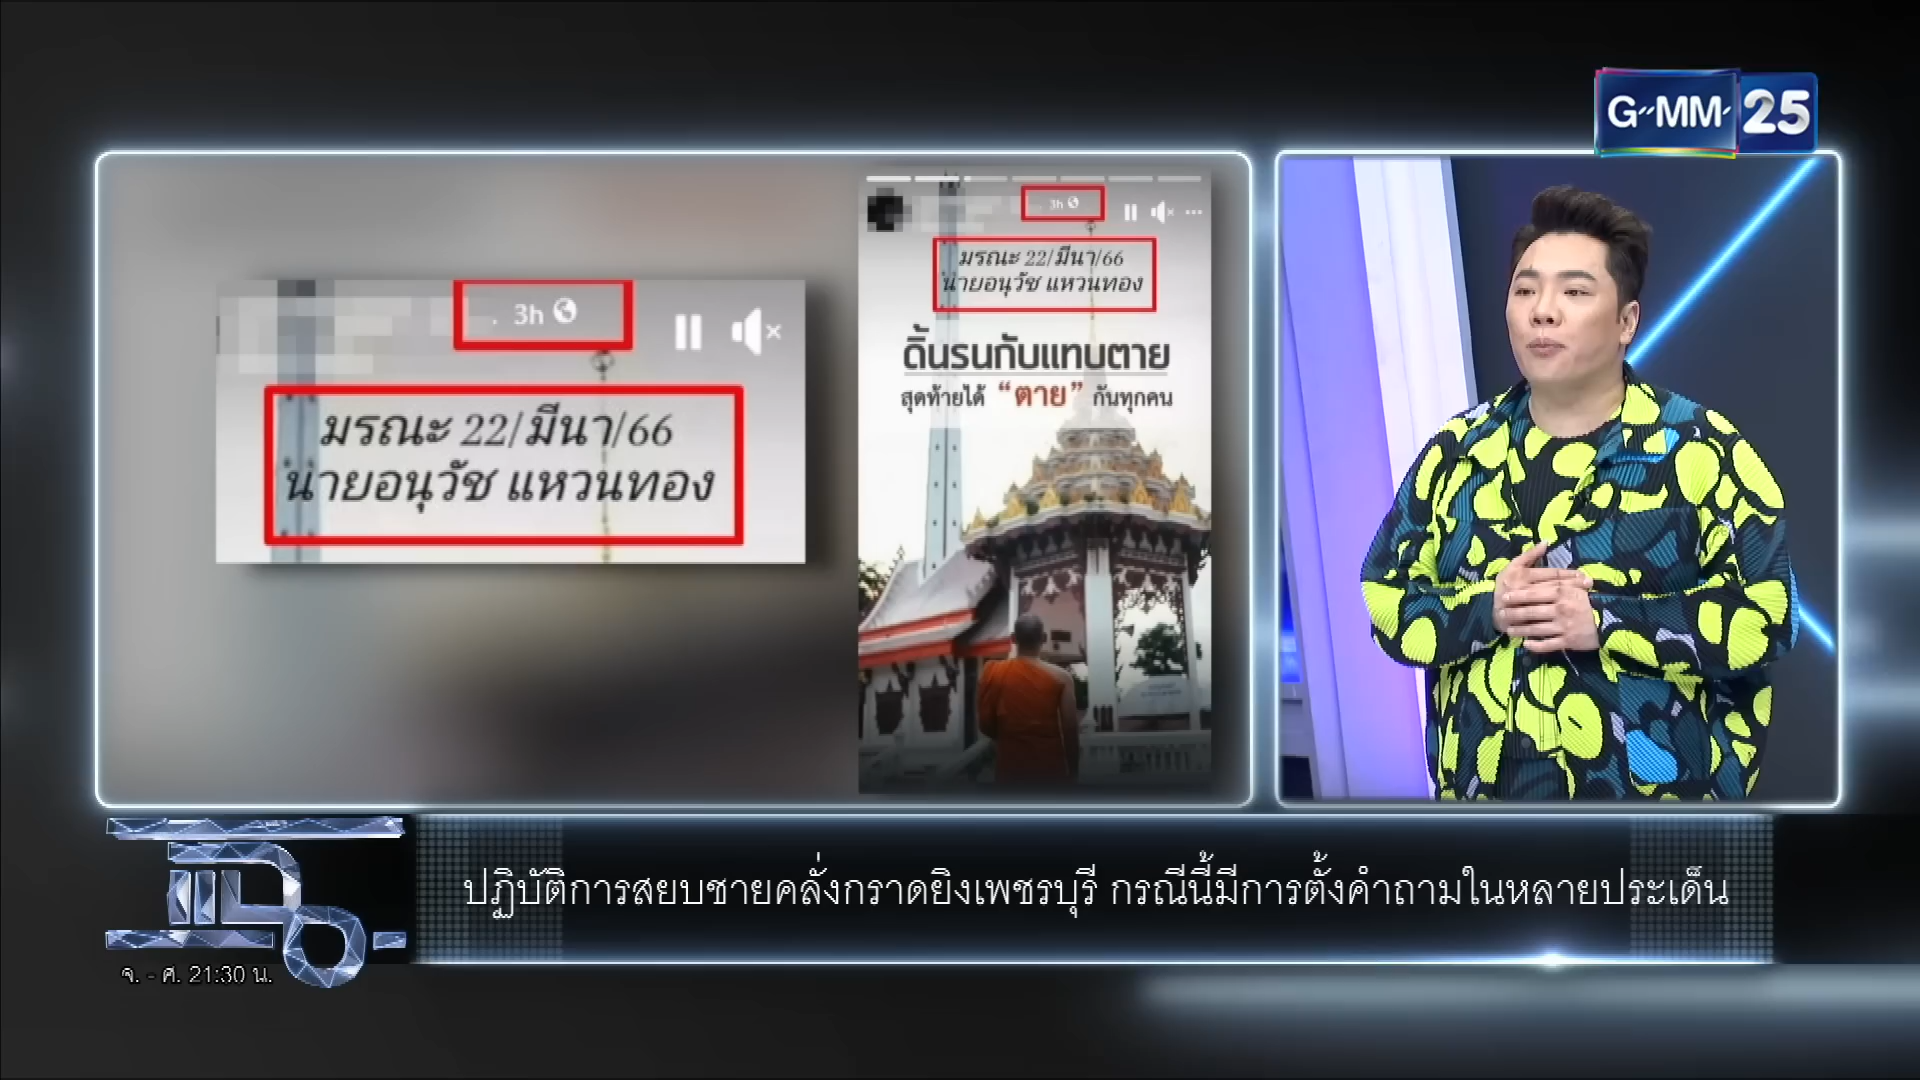 G-MM- 25
. 3h
มรณะ 22/มีนา/66
นายอนุวัช แหวนทอง
3h
มรณะ 22/มีนา/66
นายอนุวัช แหวนทอง
ดิ้นรนกับแทบตาย
สุดท้ายได้ “ตาย” กันทุกคน
แฉ
ปฏิบัติการสยบชายคลั่งกราดยิงเพชรบุรี กรณีนี้มีการตั้งคำถามในหลายประเด็น
จ. - ศ. 21:30 น.